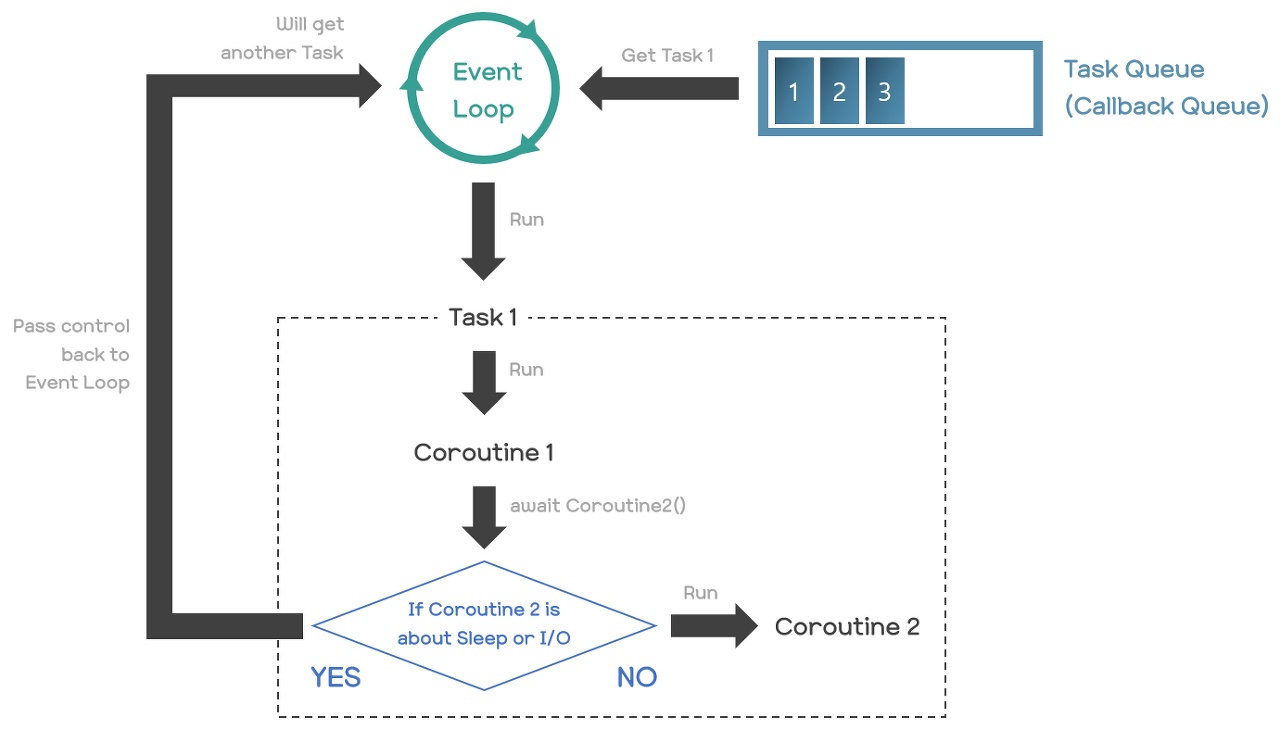 Will get
another Task
Event
Loop
Get Task 1
1 2 3
Task Queue
(Callback Queue)
Run
Task 1
Run
Pass control
back to
Event Loop
Coroutine 1
await Coroutine2()
If Coroutine 2 is
about Sleep or I/O
YES
NO
Run
Coroutine 2